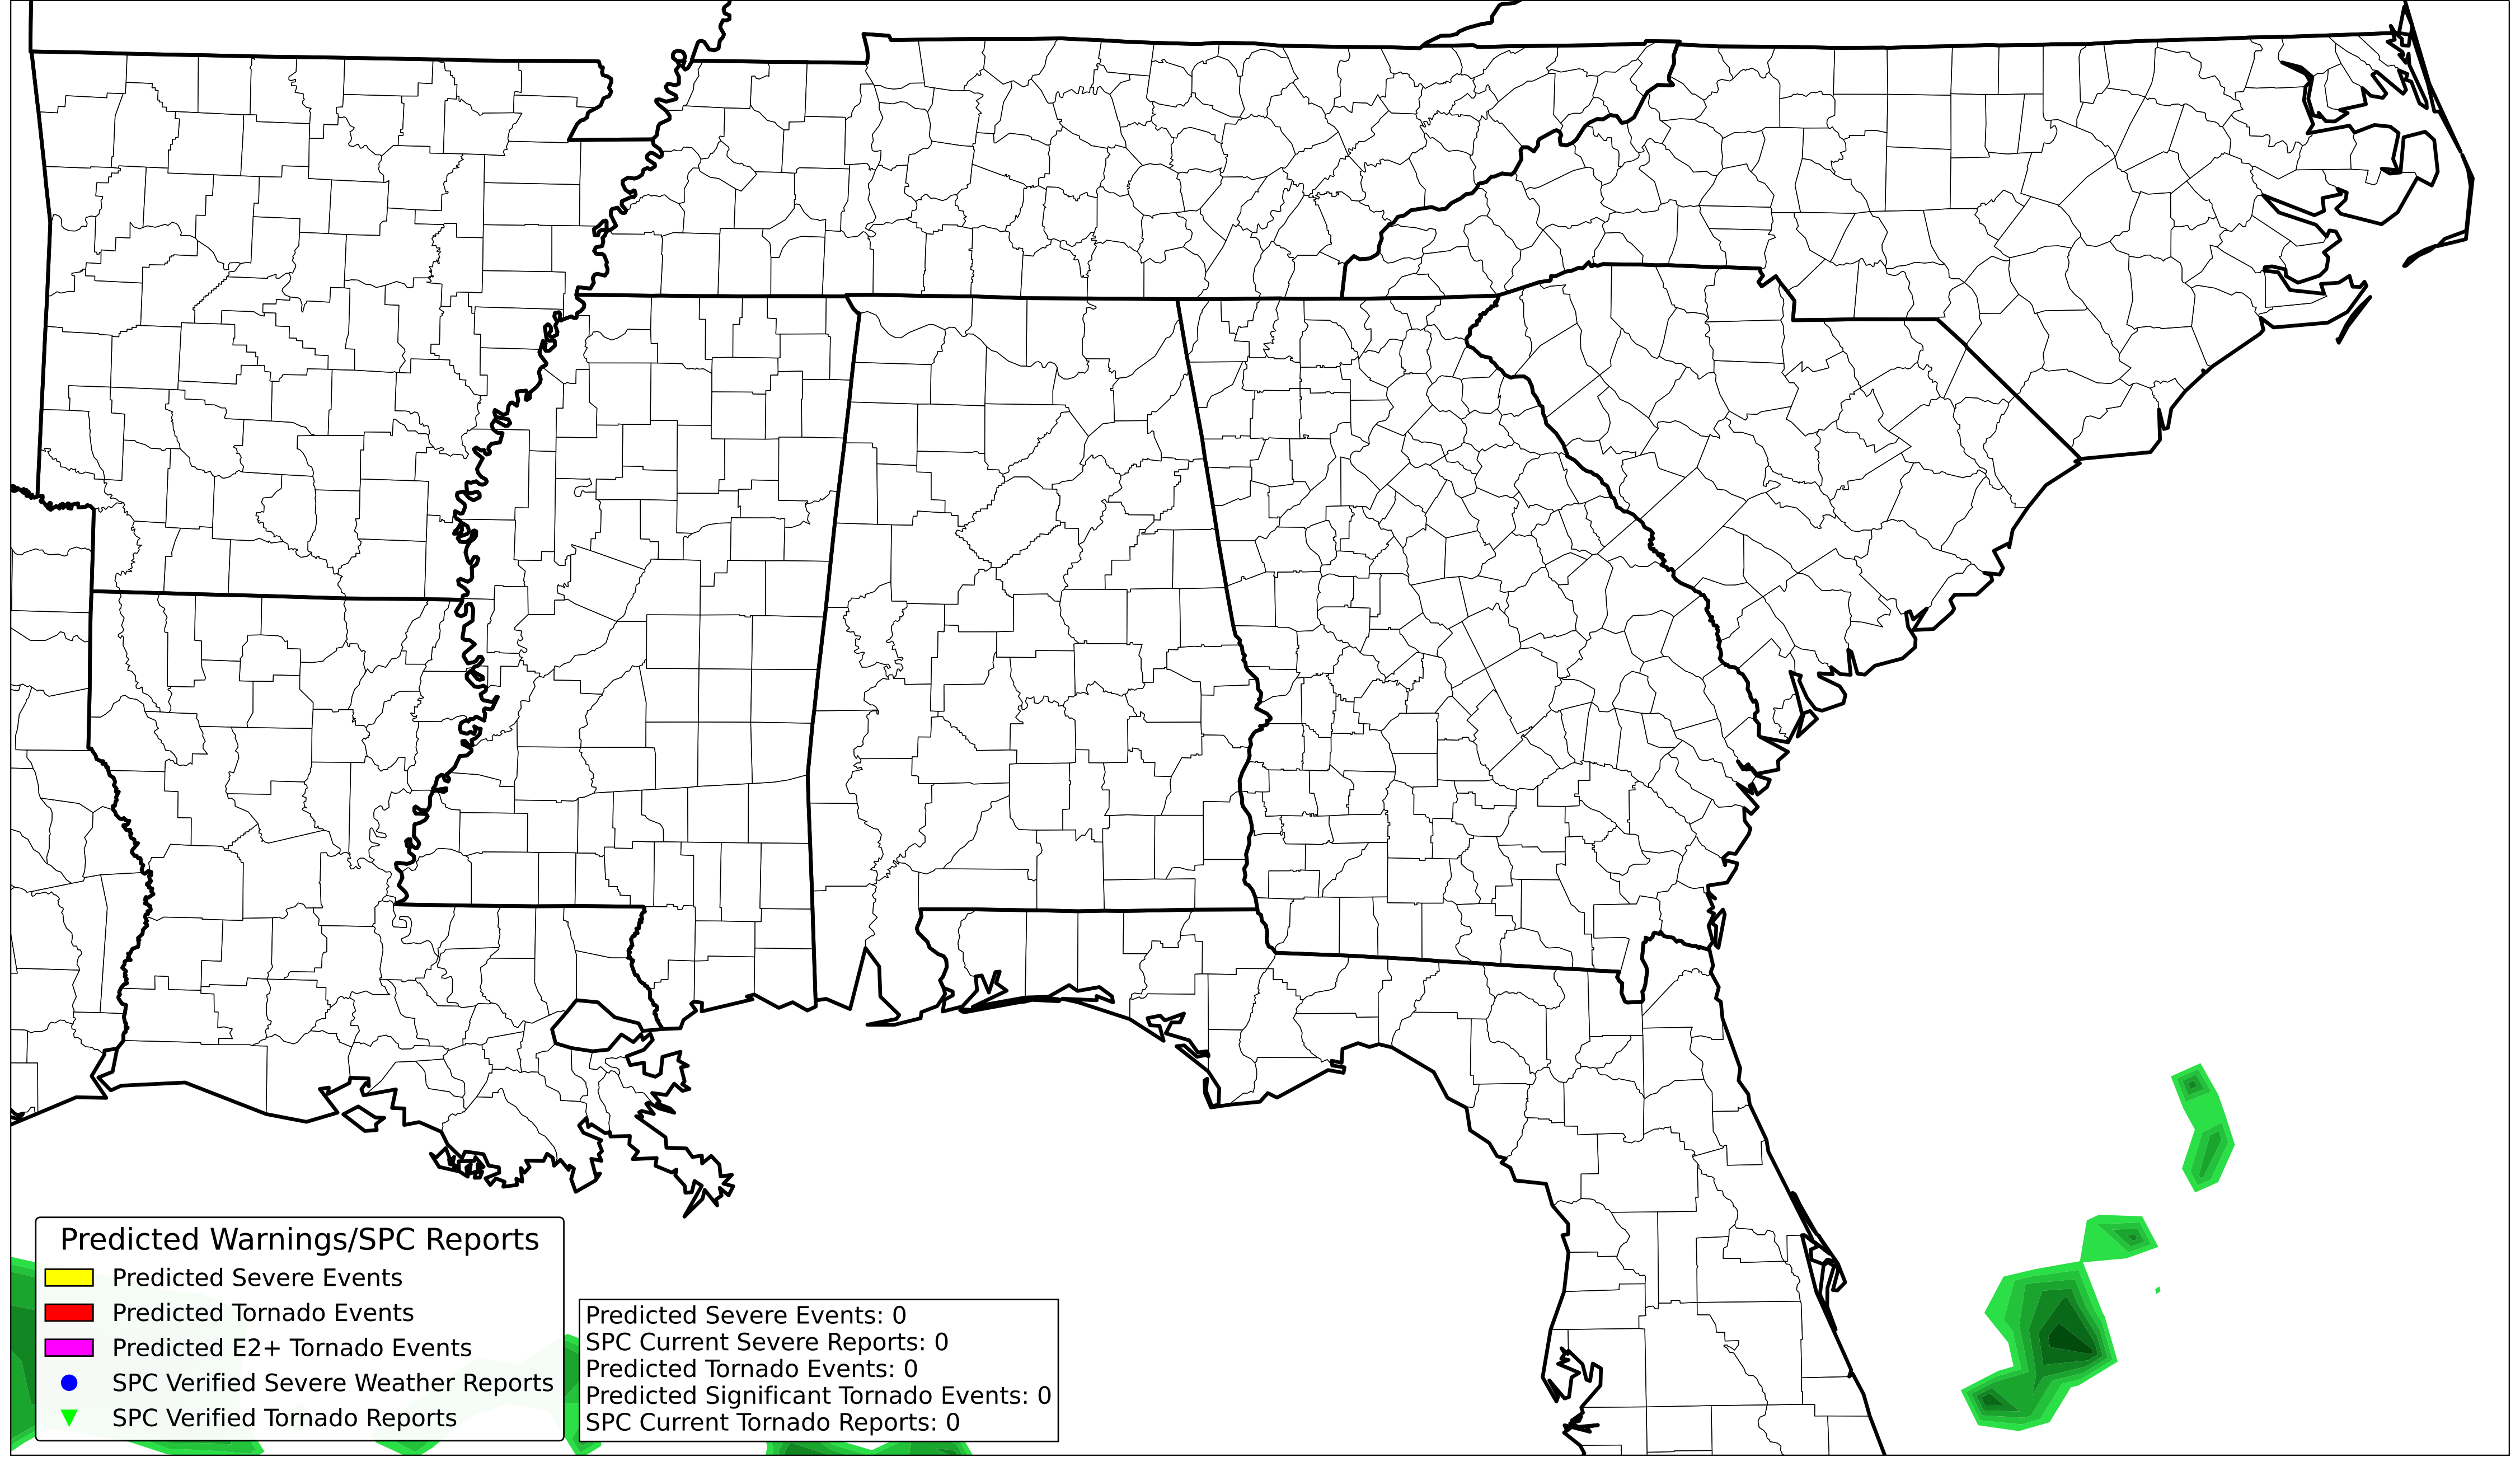 Predicted Warnings/SPC Reports
Predicted Severe Events
Predicted Tornado Events
Predicted E2+ Tornado Events
SPC Verified Severe Weather Reports
SPC Verified Tornado Reports
Predicted Severe Events: 0
SPC Current Severe Reports: 0
Predicted Tornado Events: 0
Predicted Significant Tornado Events: 0
SPC Current Tornado Reports: 0